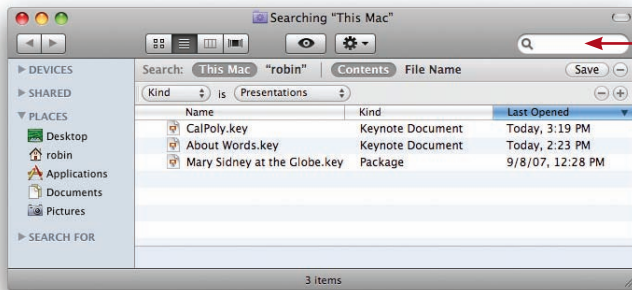 Searching "This Mac"
DEVICES
SHARED
PLACES
Desktop
robin
Applications
Documents
Pictures
SEARCH FOR
Search: This Mac "robin" Contents File Name Save
Kind is Presentations
Name Kind Last Opened
CalPoly.key Keynote Document Today, 3:19 PM
About Words.key Keynote Document Today, 2:23 PM
Mary Sidney at the Globe.key Package 9/8/07, 12:28 PM
3 items